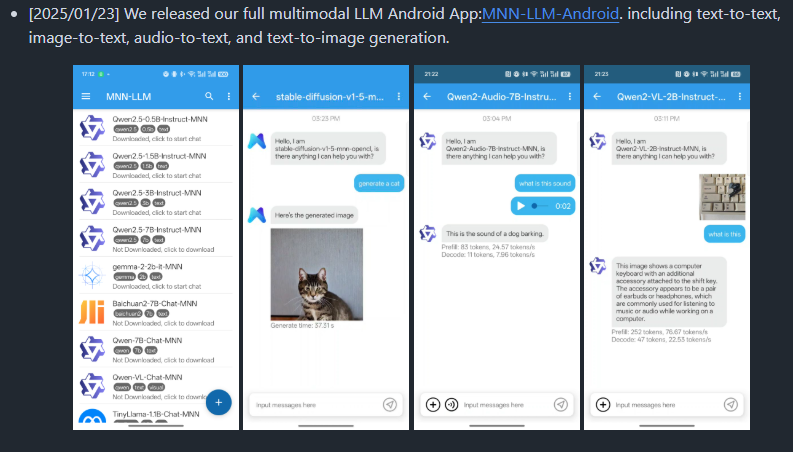 [2025/01/23] We released our full multimodal LLM Android App:MNN-LLM-Android. including text-to-text,
image-to-text, audio-to-text, and text-to-image generation.
17:12
MNN-LLM
Qwen2.5-0.5B-Instruct-MNN
qwen2.5 0.5b text
Downloaded, click to start chat
Qwen2.5-1.5B-Instruct-MNN
qwen2.5 1.5b text
Downloaded, click to start chat
Qwen2.5-3B-Instruct-MNN
qwen2.5 3b text
Downloaded, click to start chat
Qwen2.5-7B-Instruct-MNN
qwen2.5 7b text
Not Downloaded, click to download
gemma-2-2b-it-MNN
gemma 2b text
Downloaded, click to start chat
Baichuan2-7B-Chat-MNN
baichuan2 7b text
Not Downloaded, click to download
Qwen-7B-Chat-MNN
qwen 7b text
Not Downloaded, click to download
Qwen-VL-Chat-MNN
qwen text visual
Not Downloaded, click to downlo
TinyLlama-1.1B-Chat-MNN
stable-diffusion-v1-5-m...
03:23 PM
Hello, I am
stable-diffusion-v1-5-mnn-opencl, is
there anything I can help you with?
generate a cat
Here's the generated image
Generate time: 37.31 s
Input messages here
21:22
Qwen2-Audio-7B-Instru...
03:04 PM
Hello, I am
Qwen2-Audio-7B-Instruct-MNN, is
there anything I can help you with?
what is this sound
0:02
This is the sound of a dog barking.
Prefill: 83 tokens, 24.57 tokens/s
Decode: 11 tokens, 7.96 tokens/s
Input messages here
21:23
Qwen2-VL-2B-Instruct-...
03:11 PM
Hello, I am
Qwen2-VL-2B-Instruct-MNN, is
there anything I can help you with?
what is this
This image shows a computer
keyboard with an additional
accessory attached to the shift key.
The accessory appears to be a pair
of earbuds or headphones, which
are commonly used for listening to
music or audio while working on a
computer.
Prefill: 252 tokens, 76.67 tokens/s
Decode: 47 tokens, 22.53 tokens/s
Input messages here